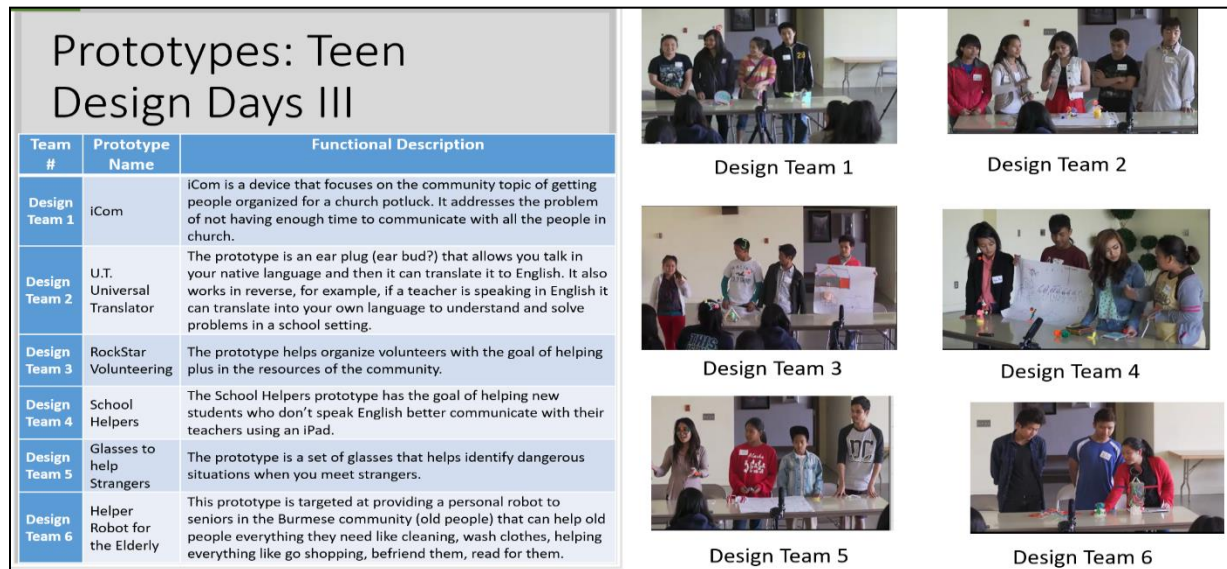 Prototypes: Teen
Design Days III
Team
#
Prototype
Name
Functional Description
Design
Team 1
iCom
iCom is a device that focuses on the community topic of getting
people organized for a church potluck. It addresses the problem
of not having enough time to communicate with all the people in
church.
Design
Team 2
U.T.
Universal
Translator
The prototype is an ear plug (ear bud?) that allows you talk in
your native language and then it can translate it to English. It also
works in reverse, for example, if a teacher is speaking in English it
can translate into your own language to understand and solve
problems in a school setting.
Design
Team 3
RockStar
Volunteering
The prototype helps organize volunteers with the goal of helping
plus in the resources of the community.
Design
Team 4
School
Helpers
The School Helpers prototype has the goal of helping new
students who don’t speak English better communicate with their
teachers using an iPad.
Design
Team 5
Glasses to
help
Strangers
The prototype is a set of glasses that helps identify dangerous
situations when you meet strangers.
Design
Team 6
Helper
Robot for
the Elderly
This prototype is targeted at providing a personal robot to
seniors in the Burmese community (old people) that can help old
people everything they need like cleaning, wash clothes, helping
everything like go shopping, befriend them, read for them.
Design Team 1
Design Team 2
Design Team 3
Design Team 4
Design Team 5
Design Team 6